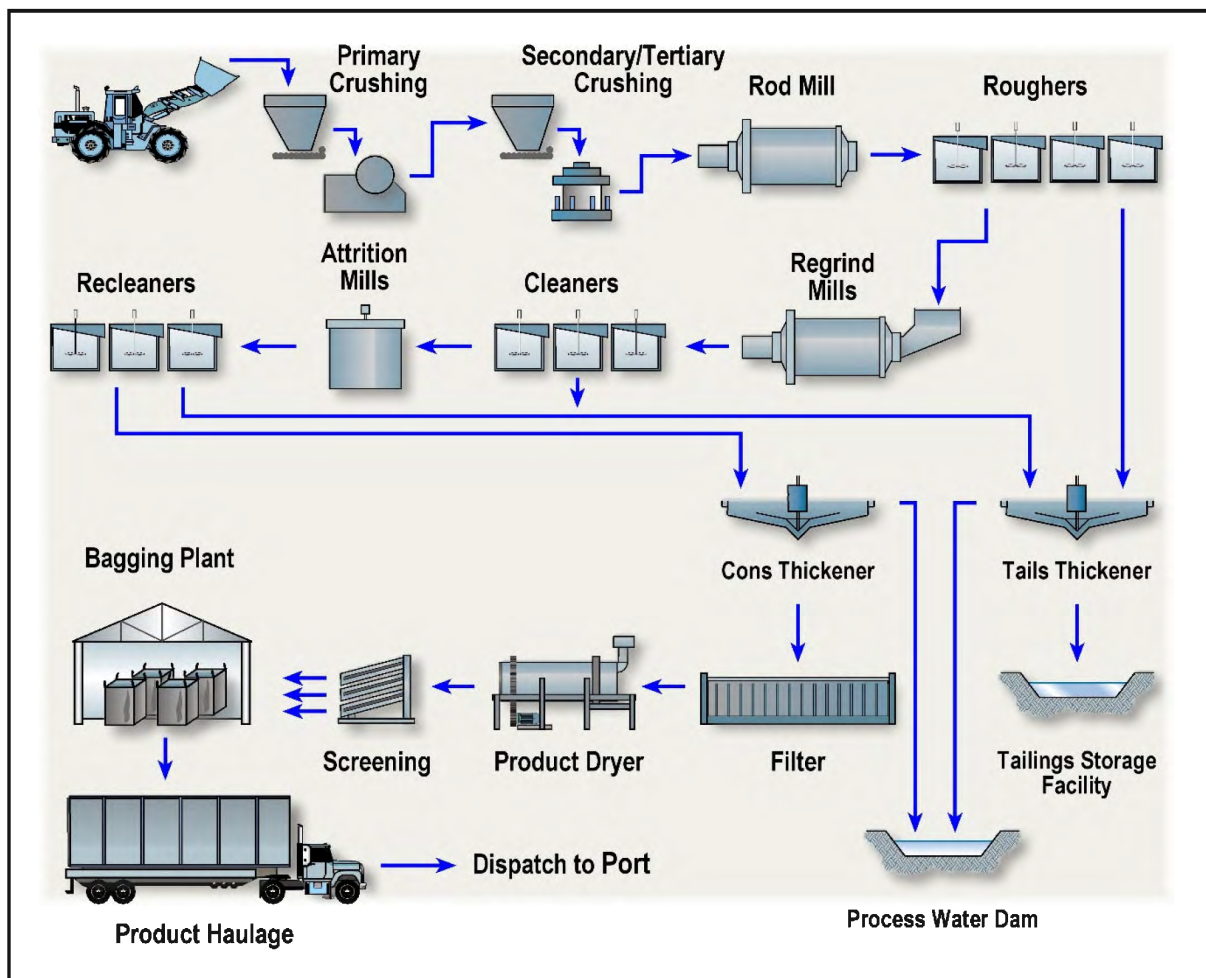 Primary
Crushing
Secondary/Tertiary
Crushing
Rod Mill
Roughers
Recleaners
Attrition
Mills
Cleaners
Regrind
Mills
Bagging Plant
Cons Thickener
Tails Thickener
Screening
Product Dryer
Filter
Tailings Storage
Facility
Product Haulage
Dispatch to Port
Process Water Dam